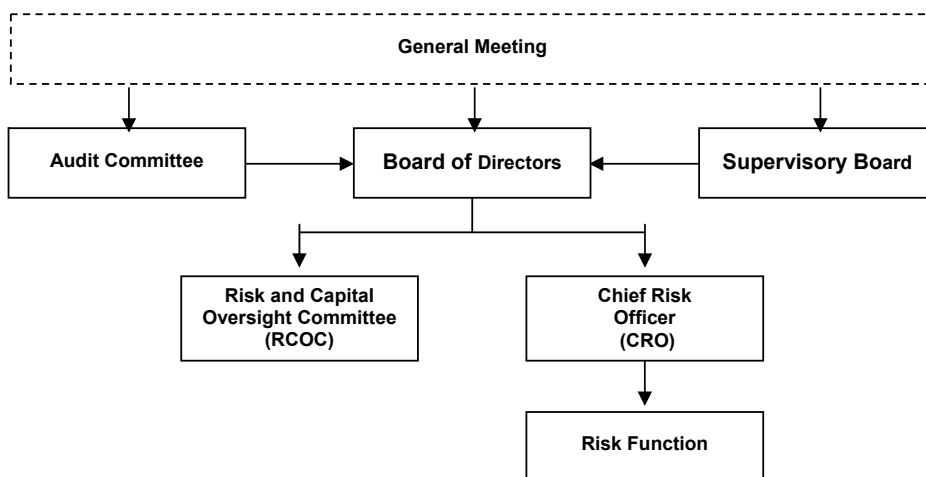 General Meeting
Audit Committee
Board of Directors
Supervisory Board
Risk and Capital
Oversight Committee
(RCOC)
Chief Risk
Officer
(CRO)
Risk Function